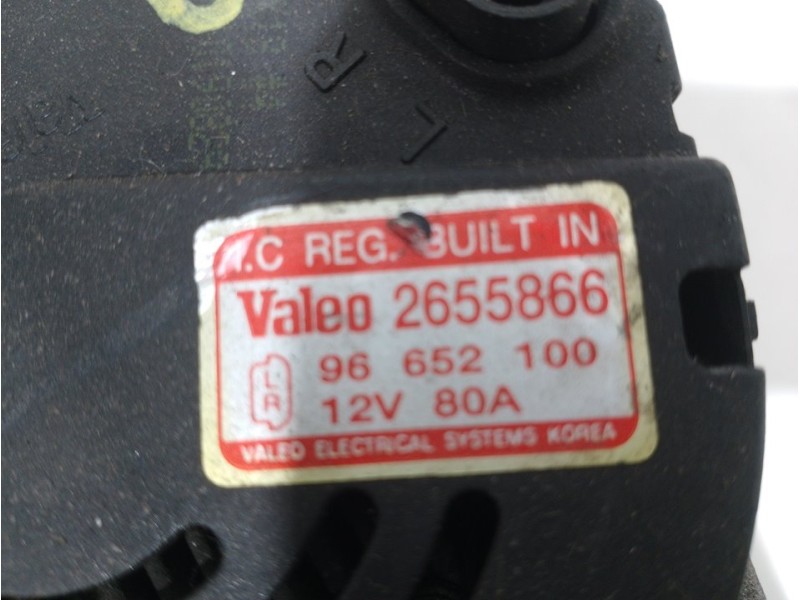 R
L
I.C REG. BUILT IN
Valeo 2655866
L
R
96 652 100
12V 80A
VALEO ELECTRICAL SYSTEMS KOREA